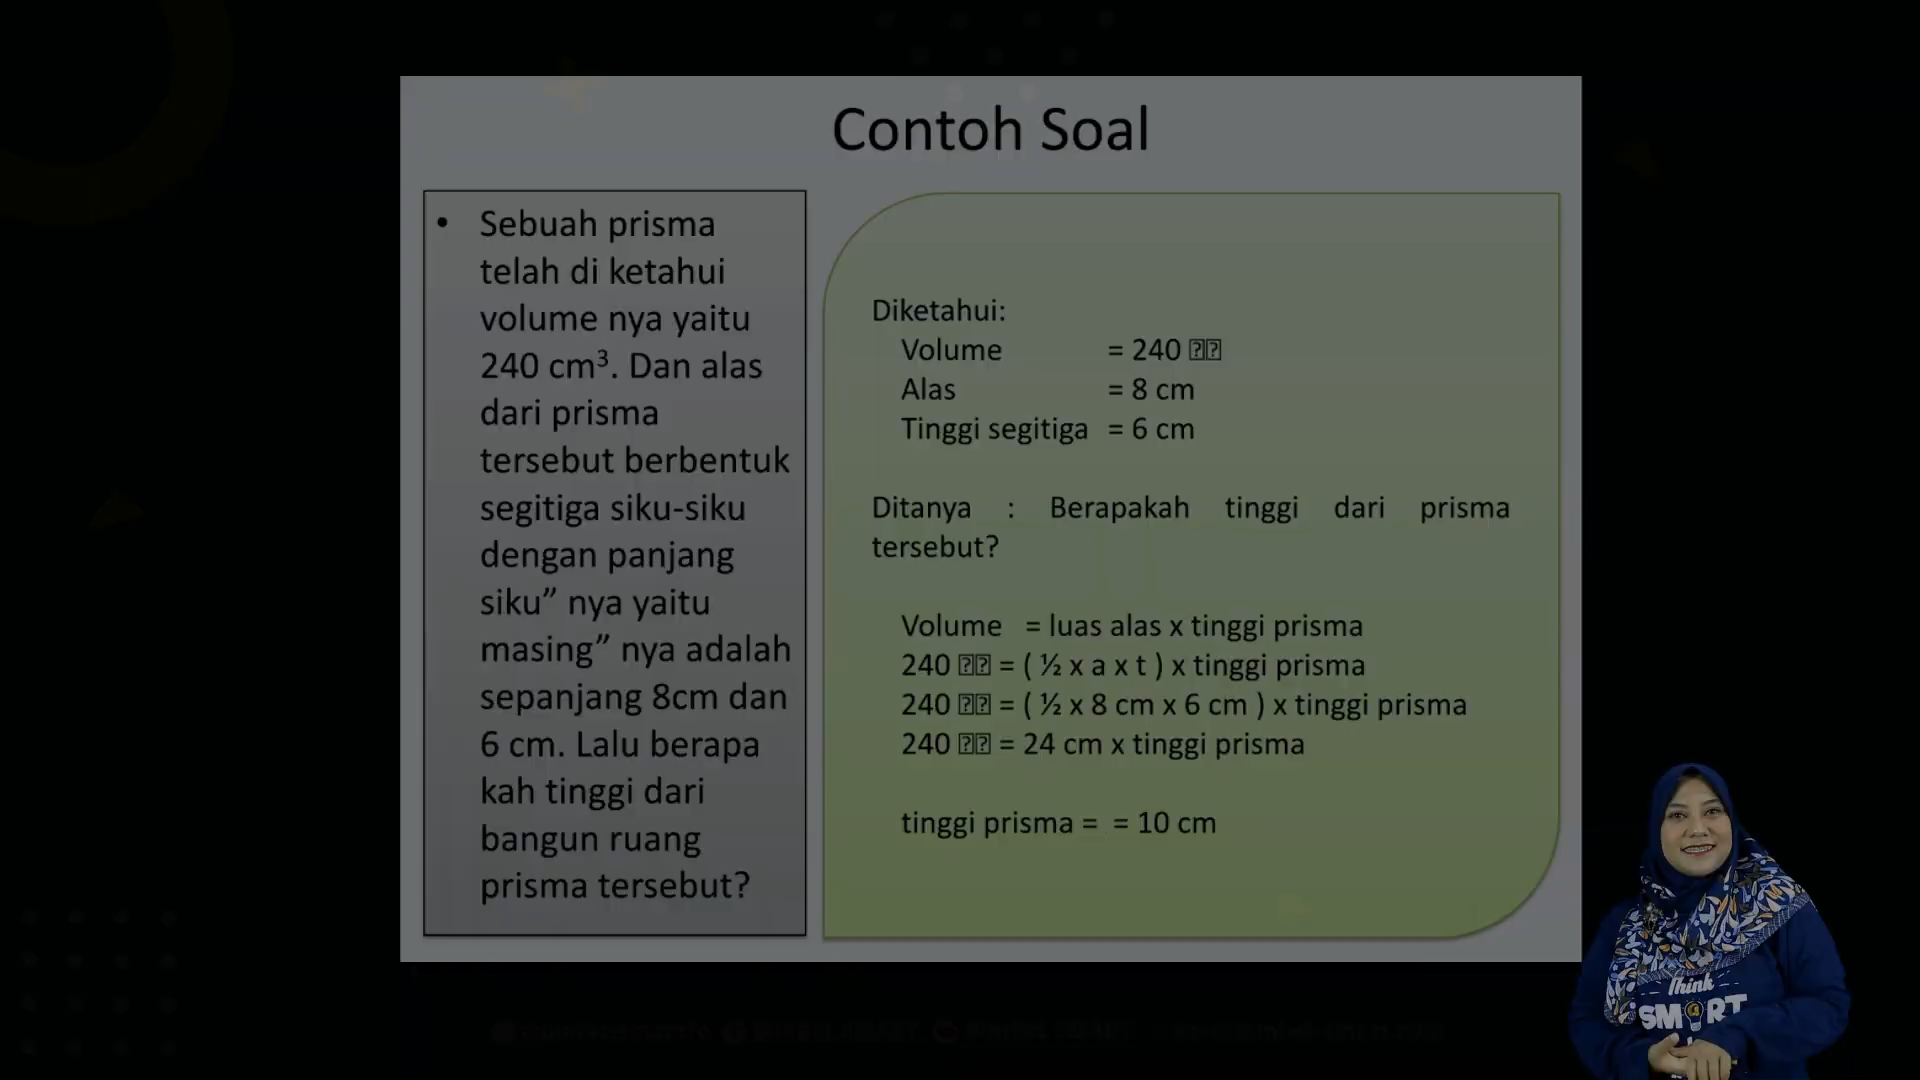 Contoh Soal
• Sebuah prisma
telah di ketahui
volume nya yaitu
240 cm³. Dan alas
dari prisma
tersebut berbentuk
segitiga siku-siku
dengan panjang
siku” nya yaitu
masing” nya adalah
sepanjang 8cm dan
6 cm. Lalu berapa
kah tinggi dari
bangun ruang
prisma tersebut?
Diketahui:
Volume = 240 
Alas = 8 cm
Tinggi segitiga = 6 cm
Ditanya : Berapakah tinggi dari prisma
tersebut?
Volume = luas alas x tinggi prisma
240 = ( ½ x a x t ) x tinggi prisma
240 = ( ½ x 8 cm x 6 cm ) x tinggi prisma
240 = 24 cm x tinggi prisma
tinggi prisma = = 10 cm
Think
SMART